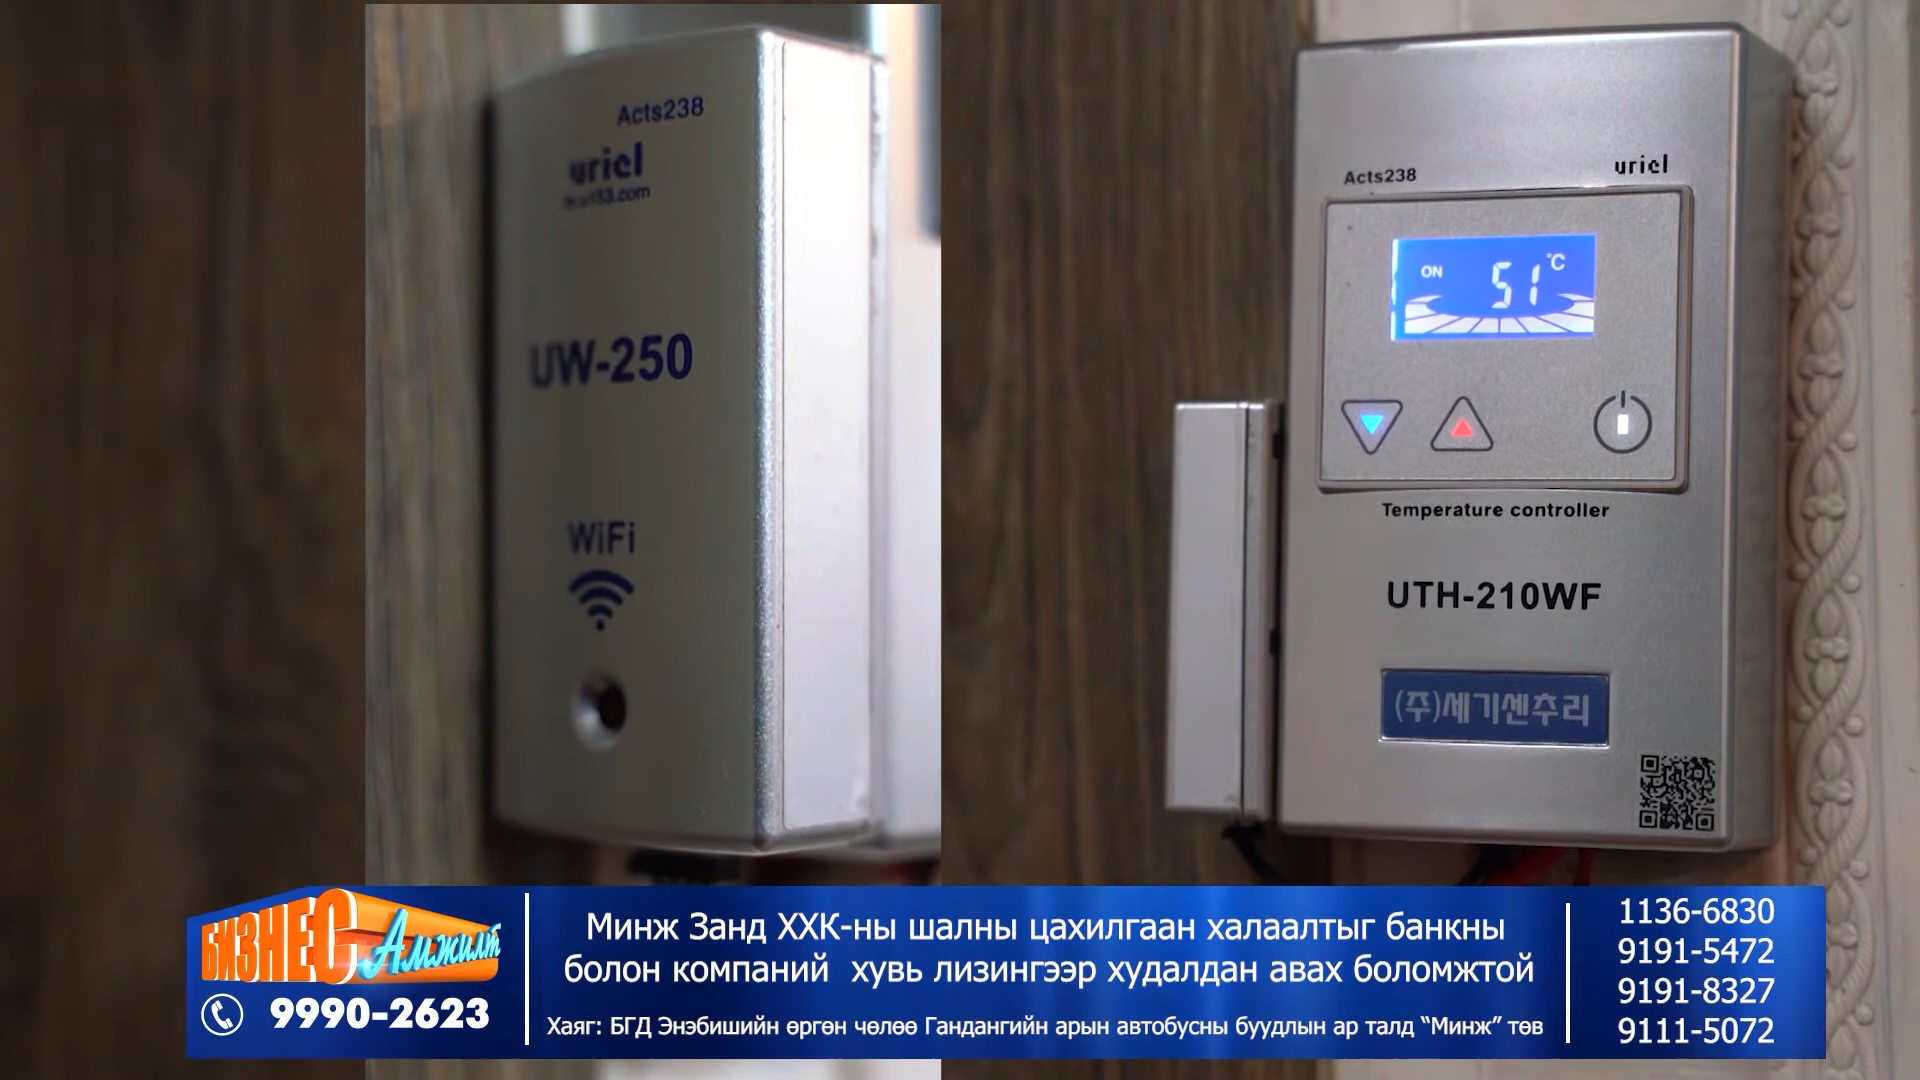 Acts238
uriel
UW-250
WiFi
Acts238
uriel
ON 51 °C
Temperature controller
UTH-210WF
(주)세기센추리
БИЗНЕС Амжилт
9990-2623
Минж Занд ХХК-ны шалны цахилгаан халаалтыг банкны
болон компаний хувь лизингээр худалдан авах боломжтой
Хаяг: БГД Энэбишийн өргөн чөлөө Гандангийн арын автобусны буудлын ар талд “Минж” төв
1136-6830
9191-5472
9191-8327
9111-5072